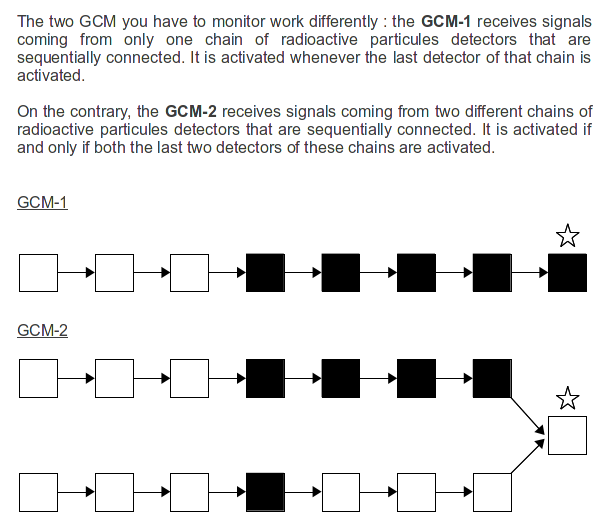 The two GCM you have to monitor work differently : the GCM-1 receives signals
coming from only one chain of radioactive particules detectors that are
sequentially connected. It is activated whenever the last detector of that chain is
activated.
On the contrary, the GCM-2 receives signals coming from two different chains of
radioactive particules detectors that are sequentially connected. It is activated if
and only if both the last two detectors of these chains are activated.
GCM-1
GCM-2